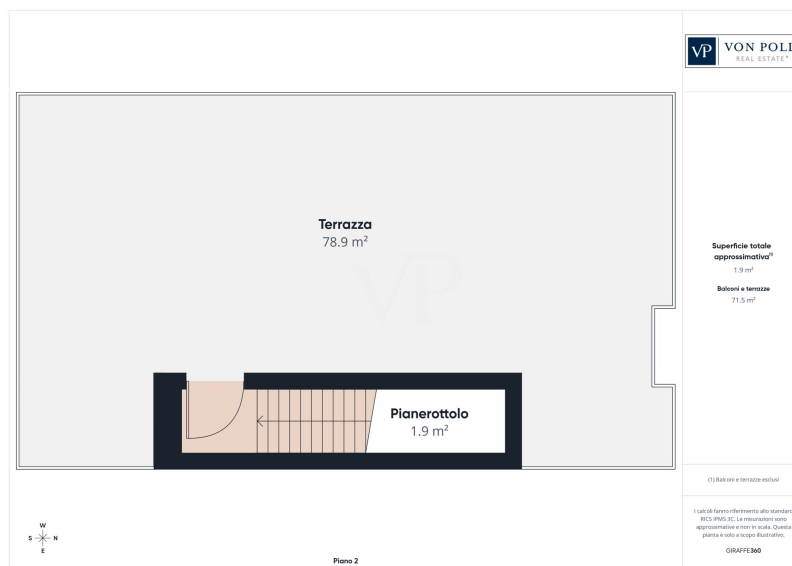 VP VON POLL
REAL ESTATE®
Terrazza
78.9 m²
VP
Superficie totale
approssimativa⁽¹⁾
1.9 m²
Balconi e terrazze
71.5 m²
Pianerottolo
1.9 m²
(1) Balconi e terrazze esclusi
I calcoli fanno riferimento allo standard
RICS IPMS 3C. Le misurazioni sono
approssimative e non in scala. Questa
pianta è solo a scopo illustrativo.
GIRAFFE360
W
S N
E
Piano 2